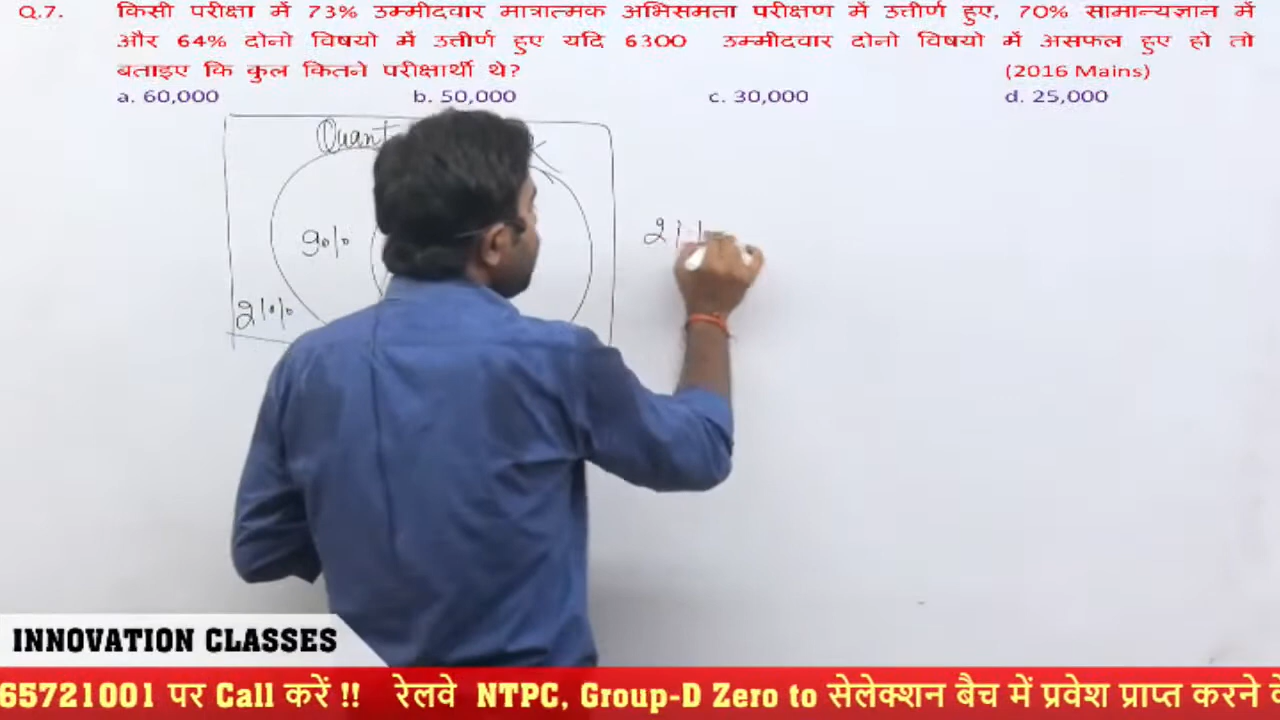 Q.7. किसी परीक्षा में 73% उम्मीदवार मात्रात्मक अभिसमता परीक्षण में उत्तीर्ण हुए, 70% सामान्यज्ञान में
और 64% दोनो विषयो में उत्तीर्ण हुए यदि 6300 उम्मीदवार दोनो विषयो में असफल हुए हो तो
बताइए कि कुल कितने परीक्षार्थी थे? (2016 Mains)
a. 60,000 b. 50,000 c. 30,000 d. 25,000
Quant
9%
21%
INNOVATION CLASSES
65721001 पर Call करें !! रेलवे NTPC, Group-D Zero to सेलेक्शन बैच में प्रवेश प्राप्त करने